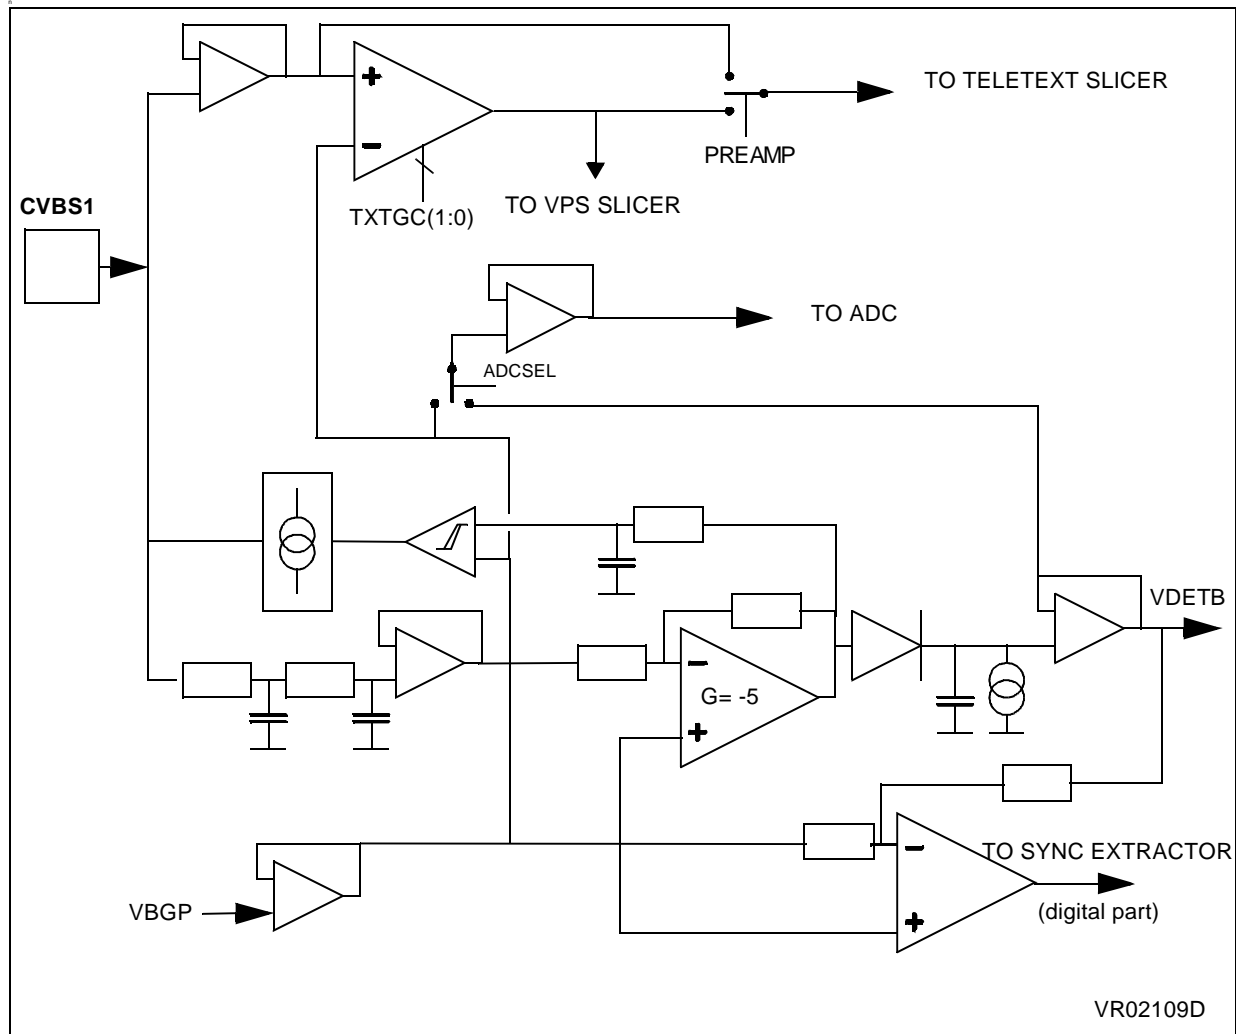 TO TELETEXT SLICER
PREAMP
CVBS1
TXTGC(1:0)
TO VPS SLICER
TO ADC
ADCSEL
VDETB
G= -5
TO SYNC EXTRACTOR
VBGP
(digital part)
VR02109D